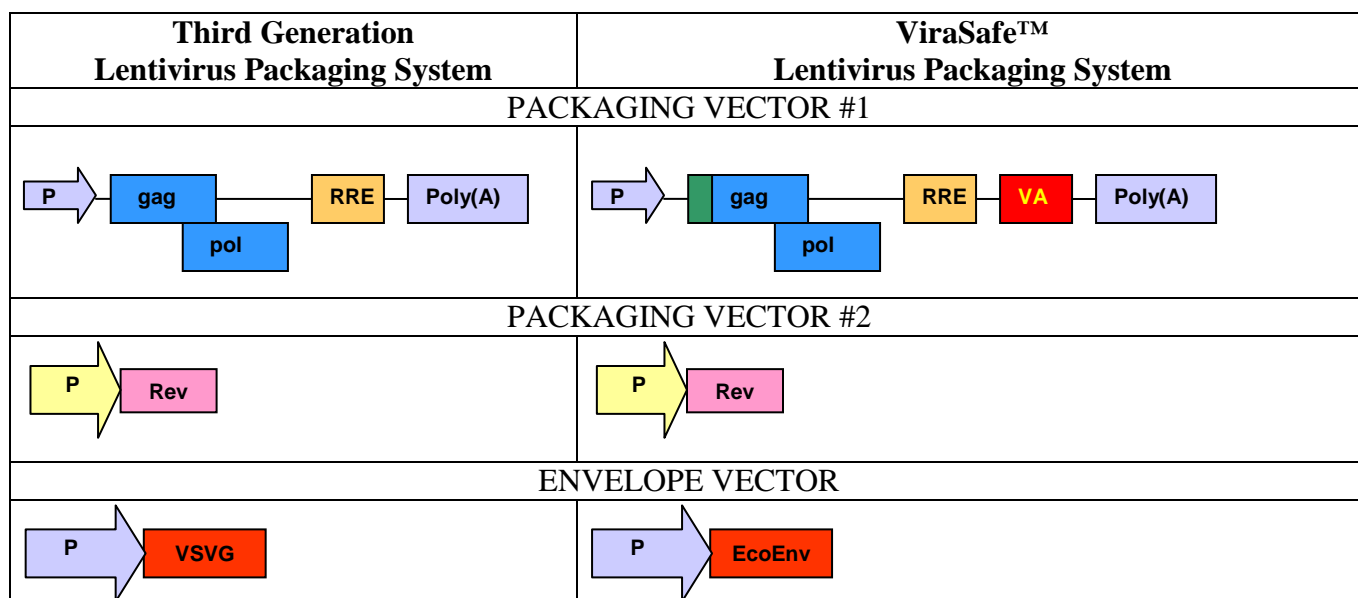 Third Generation
Lentivirus Packaging System
ViraSafe™
Lentivirus Packaging System
PACKAGING VECTOR #1
P gag RRE Poly(A)
pol
P gag RRE VA Poly(A)
pol
PACKAGING VECTOR #2
P Rev
P Rev
ENVELOPE VECTOR
P VSVG
P EcoEnv